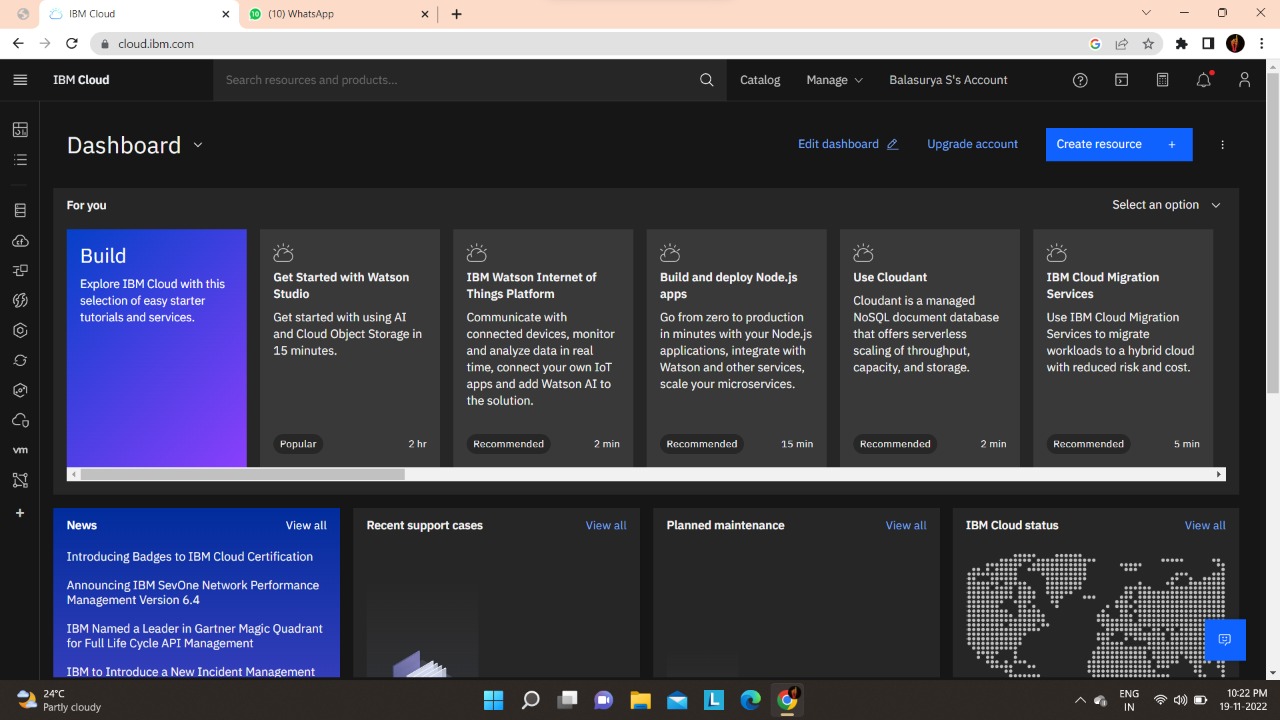 IBM Cloud
(10) WhatsApp
cloud.ibm.com
IBM Cloud
Search resources and products...
Catalog
Manage
Balasurya S's Account
Dashboard
Edit dashboard
Upgrade account
Create resource +
For you
Select an option
Build
Explore IBM Cloud with this
selection of easy starter
tutorials and services.
Get Started with Watson
Studio
Get started with using AI
and Cloud Object Storage in
15 minutes.
Popular
2 hr
IBM Watson Internet of
Things Platform
Communicate with
connected devices, monitor
and analyze data in real
time, connect your own IoT
apps and add Watson AI to
the solution.
Recommended
2 min
Build and deploy Node.js
apps
Go from zero to production
in minutes with your Node.js
applications, integrate with
Watson and other services,
scale your microservices.
Recommended
15 min
Use Cloudant
Cloudant is a managed
NoSQL document database
that offers serverless
scaling of throughput,
capacity, and storage.
Recommended
2 min
IBM Cloud Migration
Services
Use IBM Cloud Migration
Services to migrate
workloads to a hybrid cloud
with reduced risk and cost.
Recommended
5 min
vm
News
View all
Introducing Badges to IBM Cloud Certification
Announcing IBM SevOne Network Performance
Management Version 6.4
IBM Named a Leader in Gartner Magic Quadrant
for Full Life Cycle API Management
IBM to Introduce a New Incident Management
Recent support cases
View all
Planned maintenance
View all
IBM Cloud status
View all
24°C
Partly cloudy
L
ENG
IN
10:22 PM
19-11-2022